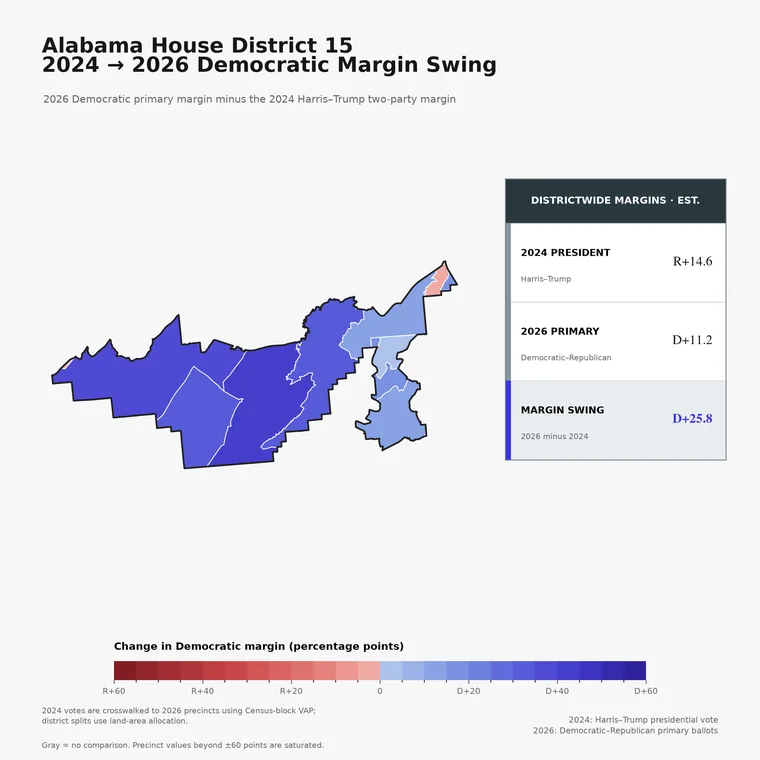 Alabama House District 15
2024 → 2026 Democratic Margin Swing
2026 Democratic primary margin minus the 2024 Harris–Trump two-party margin
DISTRICTWIDE MARGINS · EST.
2024 PRESIDENT
R+14.6
Harris–Trump
2026 PRIMARY
D+11.2
Democratic–Republican
MARGIN SWING
D+25.8
2026 minus 2024
Change in Democratic margin (percentage points)
R+60 R+40 R+20 0 D+20 D+40 D+60
2024 votes are crosswalked to 2026 precincts using Census-block VAP;
district splits use land-area allocation.
Gray = no comparison. Precinct values beyond ±60 points are saturated.
2024: Harris–Trump presidential vote
2026: Democratic–Republican primary ballots